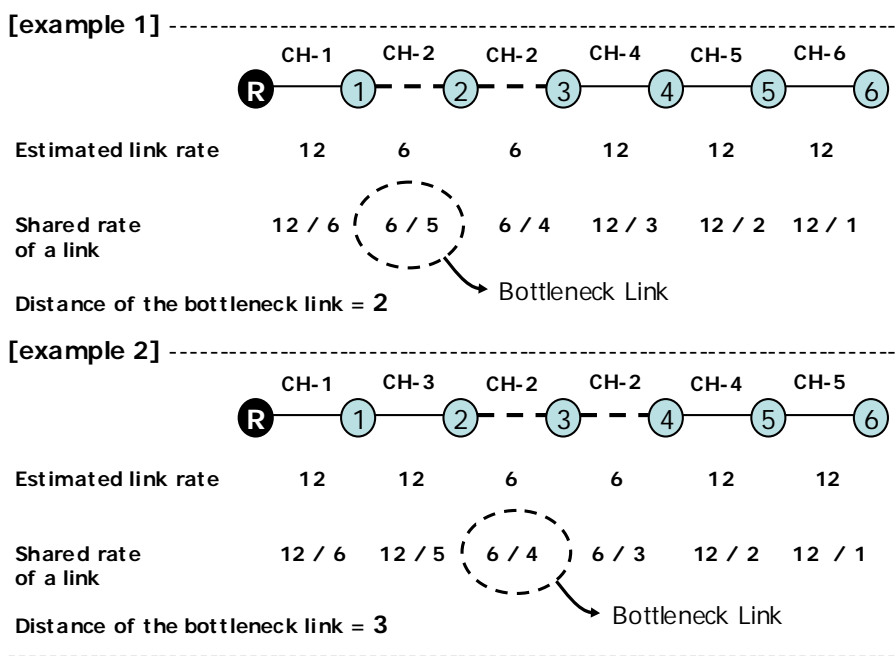 [example 1]
CH-1 CH-2 CH-2 CH-4 CH-5 CH-6
R 1 2 3 4 5 6
Estimated link rate 12 6 6 12 12 12
Shared rate of a link 12 / 6 6 / 5 6 / 4 12 / 3 12 / 2 12 / 1
Bottleneck Link
Distance of the bottleneck link = 2
[example 2]
CH-1 CH-3 CH-2 CH-2 CH-4 CH-5
R 1 2 3 4 5 6
Estimated link rate 12 12 6 6 12 12
Shared rate of a link 12 / 6 12 / 5 6 / 4 6 / 3 12 / 2 12 / 1
Bottleneck Link
Distance of the bottleneck link = 3